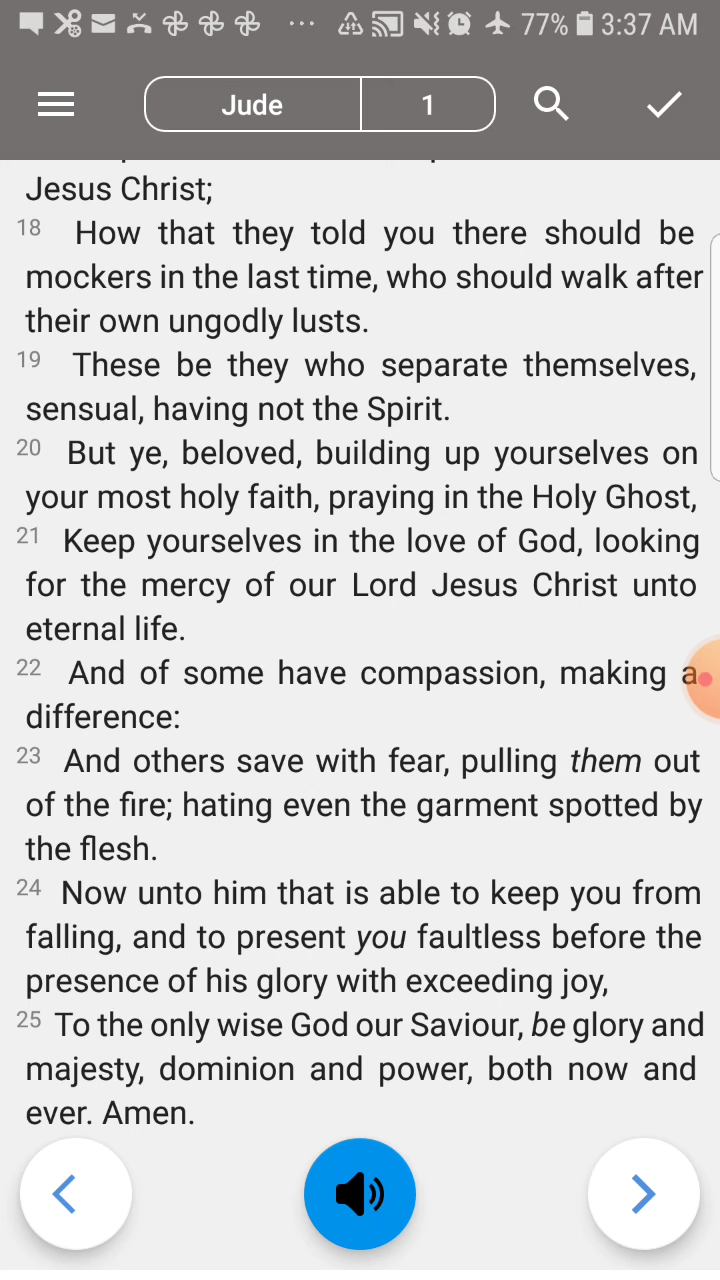 77% 3:37 AM
Jude 1
Jesus Christ;
18 How that they told you there should be
mockers in the last time, who should walk after
their own ungodly lusts.
19 These be they who separate themselves,
sensual, having not the Spirit.
20 But ye, beloved, building up yourselves on
your most holy faith, praying in the Holy Ghost,
21 Keep yourselves in the love of God, looking
for the mercy of our Lord Jesus Christ unto
eternal life.
22 And of some have compassion, making a
difference:
23 And others save with fear, pulling them out
of the fire; hating even the garment spotted by
the flesh.
24 Now unto him that is able to keep you from
falling, and to present you faultless before the
presence of his glory with exceeding joy,
25 To the only wise God our Saviour, be glory and
majesty, dominion and power, both now and
ever. Amen.